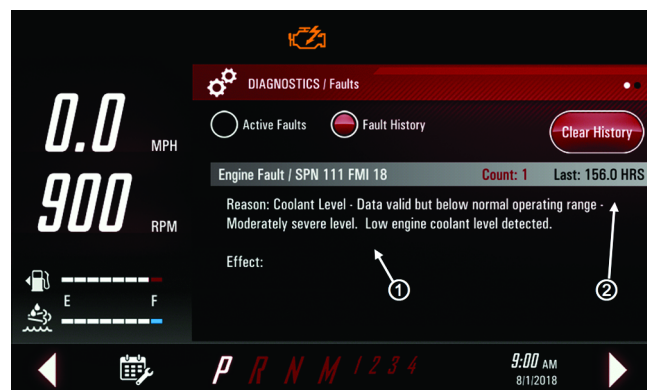 DIAGNOSTICS / Faults
Active Faults
Fault History
Clear History
0.0 MPH
Engine Fault / SPN 111 FMI 18
Count: 1
Last: 156.0 HRS
900 RPM
Reason: Coolant Level - Data valid but below normal operating range -
Moderately severe level. Low engine coolant level detected.
Effect:
1
2
E
F
P R N M 1 2 3 4
9:00 AM
8/1/2018